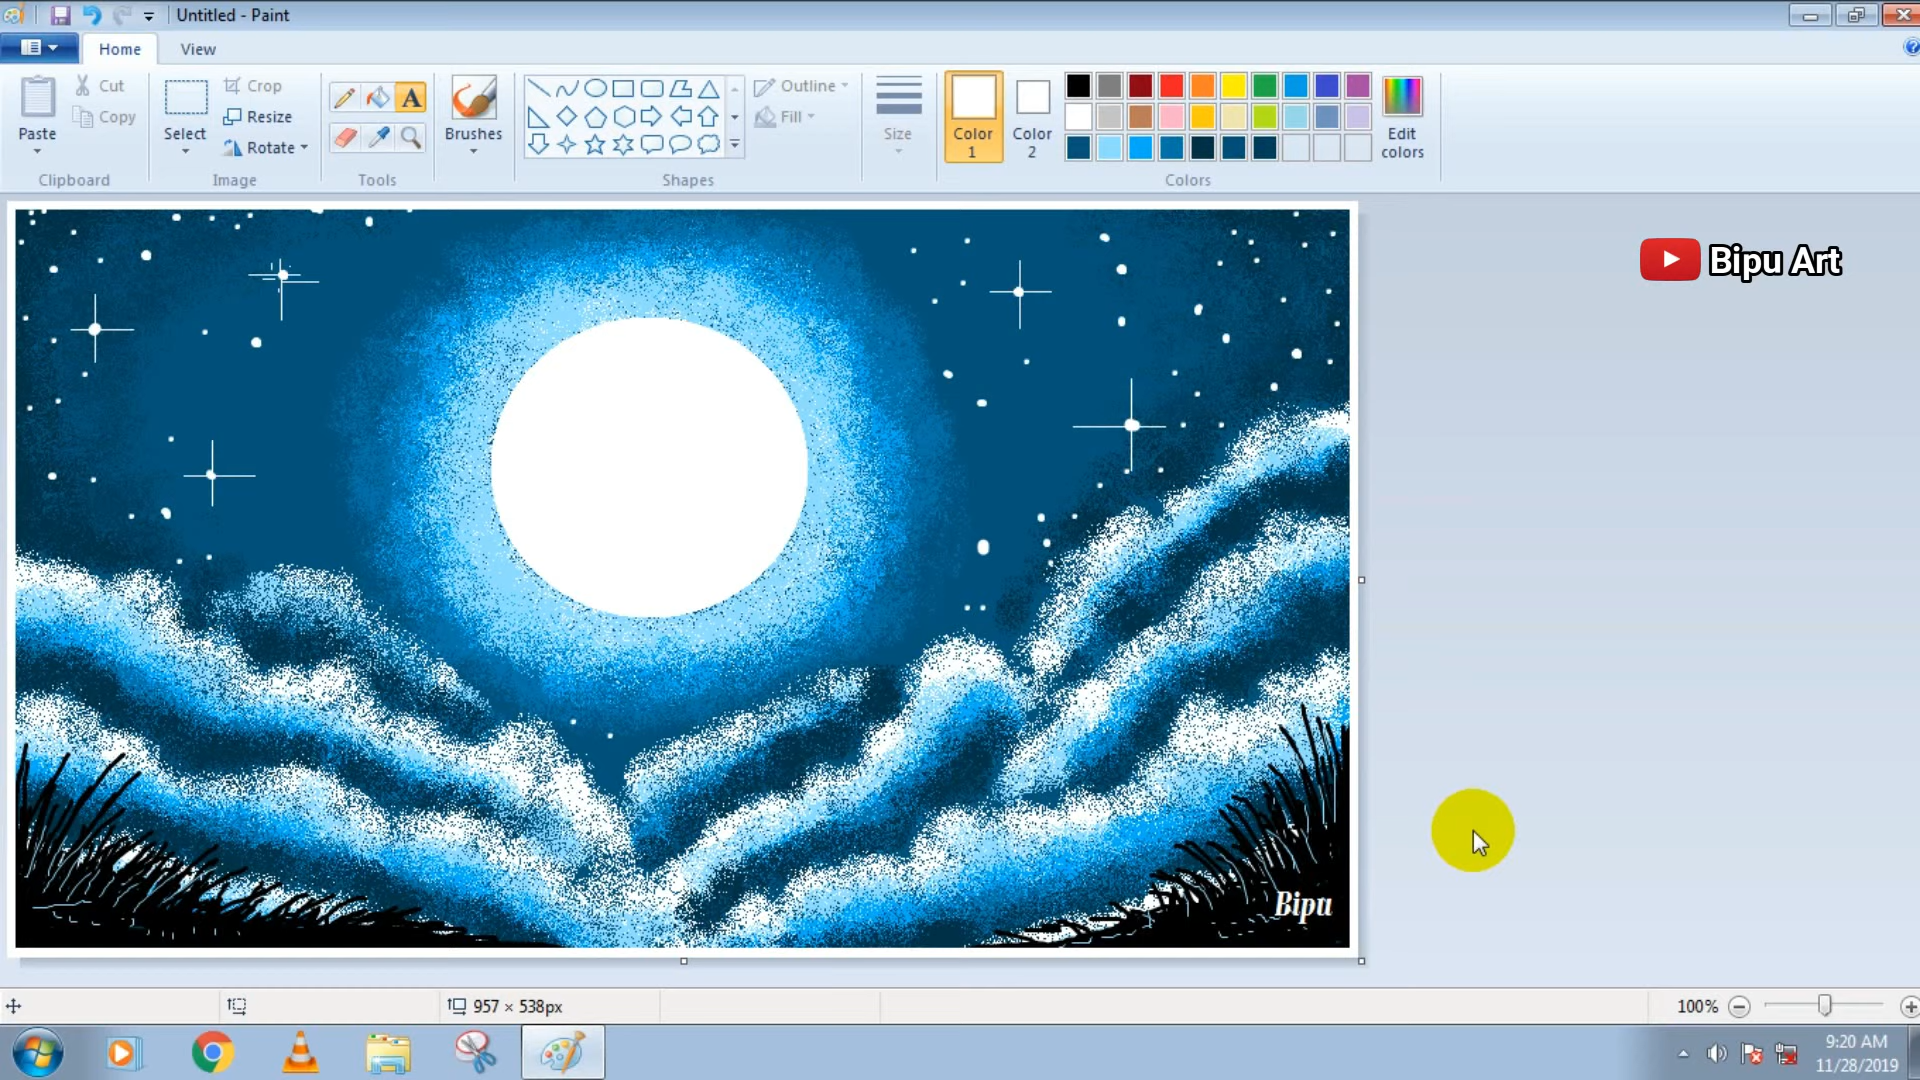 Untitled - Paint
Home View
Paste
Cut
Copy
Clipboard
Select
Crop
Resize
Rotate
Image
A
Tools
Brushes
Shapes
Outline
Fill
Size
Color 1
Color 2
Edit colors
Colors
Bipu Art
Bipu
957 × 538px
100%
9:20 AM
11/28/2019